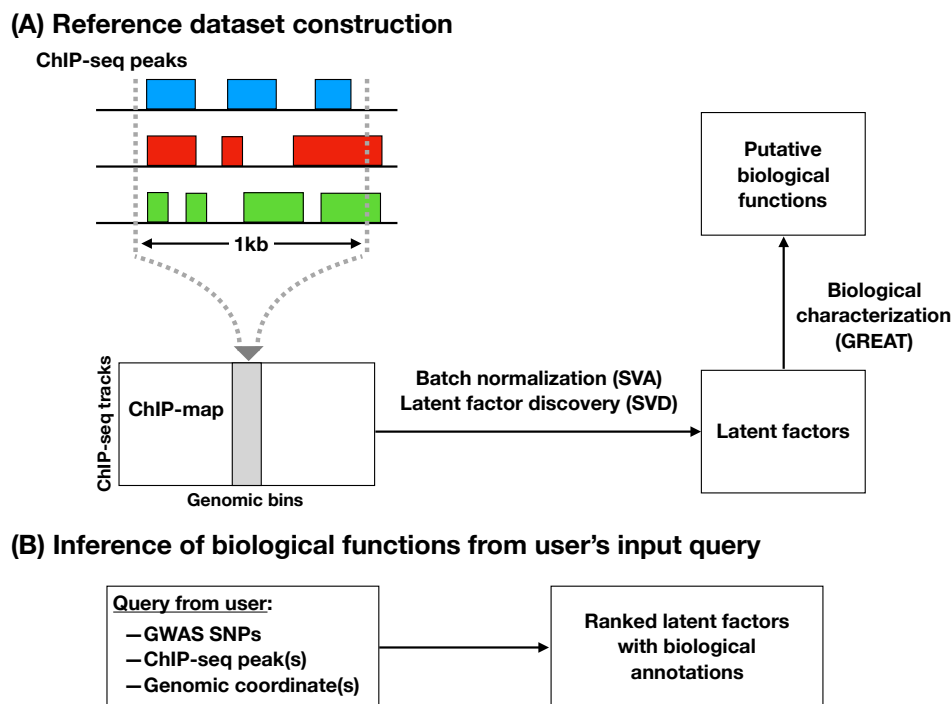 (A) Reference dataset construction
ChIP-seq peaks
1kb
ChIP-seq tracks
ChIP-map
Genomic bins
Batch normalization (SVA)
Latent factor discovery (SVD)
Putative
biological
functions
Biological
characterization
(GREAT)
Latent factors
(B) Inference of biological functions from user’s input query
Query from user:
—GWAS SNPs
—ChIP-seq peak(s)
—Genomic coordinate(s)
Ranked latent factors
with biological
annotations